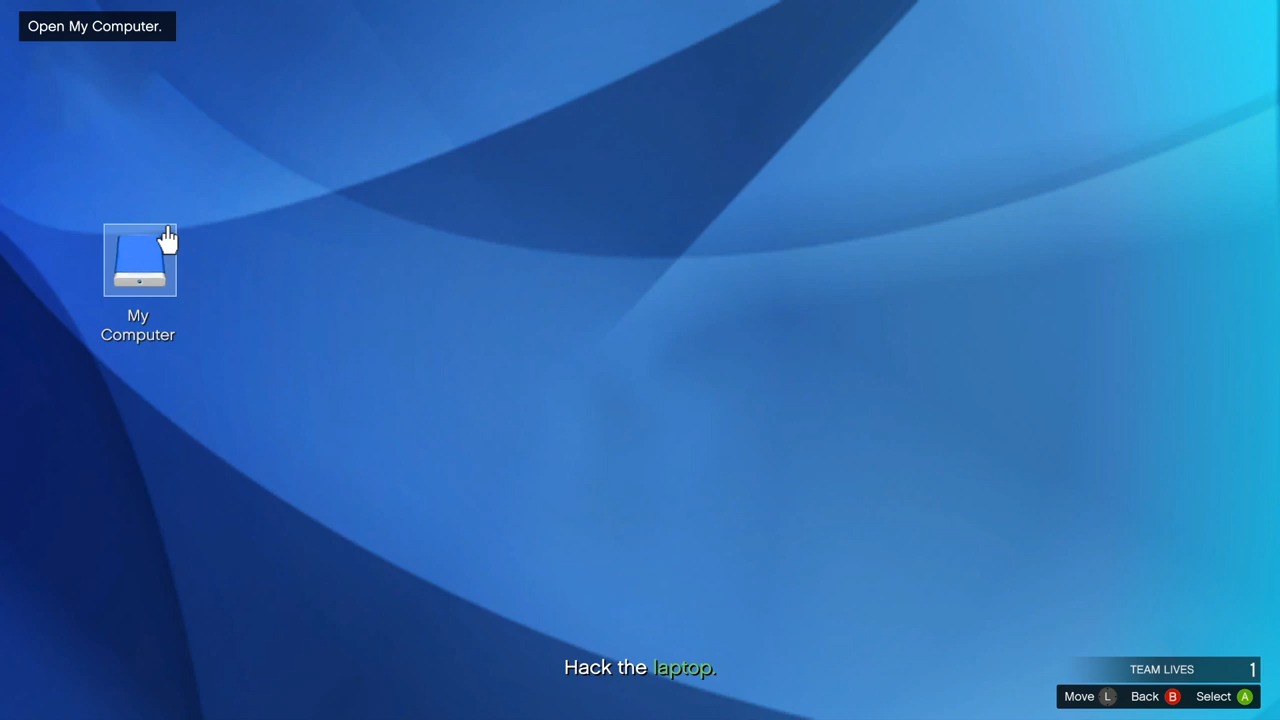 Open My Computer.
My
Computer
Hack the laptop.
TEAM LIVES 1
Move L Back B Select A